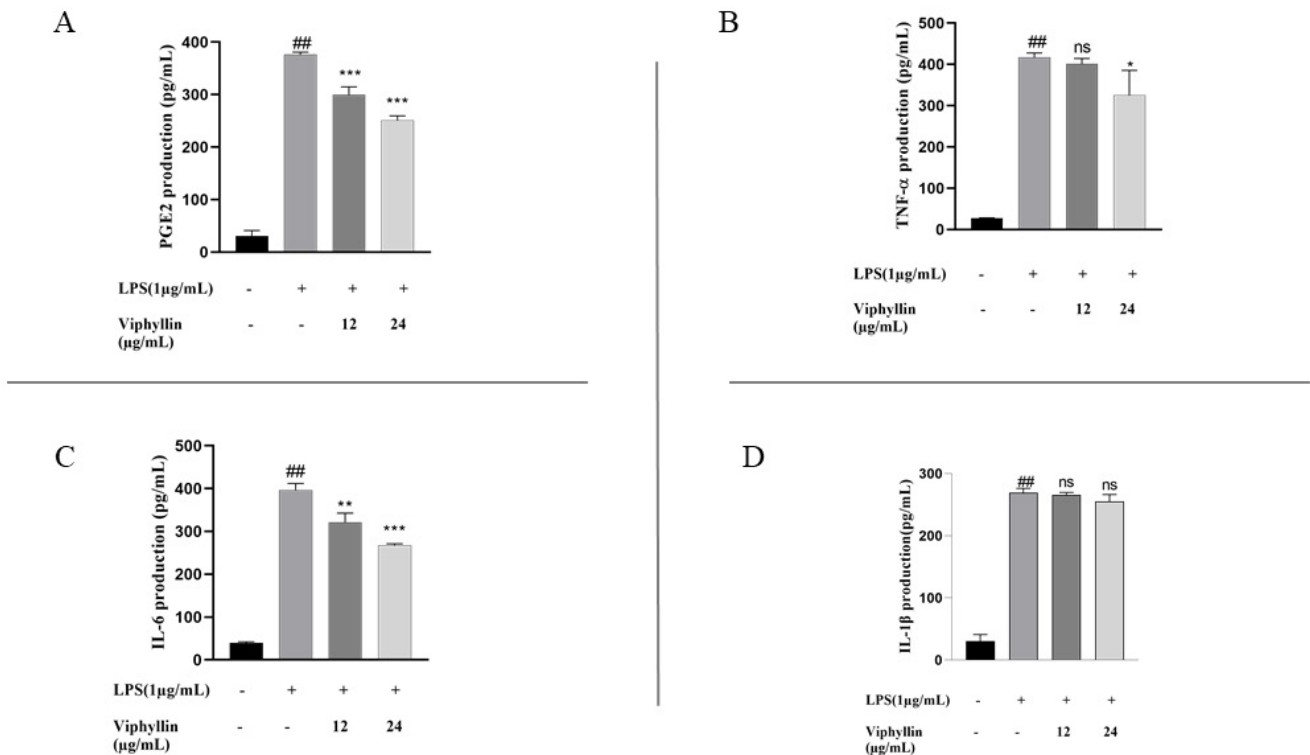 A
PGE2 production (pg/mL)
400
300
200
100
0
##
***
***
LPS(1µg/mL) - + + +
Viphyllin - - 12 24
(µg/mL)
B
TNF-α production (pg/mL)
500
400
300
200
100
0
##
ns
*
LPS(1µg/mL) - + + +
Viphyllin - - 12 24
(µg/mL)
C
IL-6 production (pg/mL)
500
400
300
200
100
0
##
**
***
LPS(1µg/mL) - + + +
Viphyllin - - 12 24
(µg/mL)
D
IL-1β production(pg/mL)
300
200
100
0
##
ns
ns
LPS(1µg/mL) - + + +
Viphyllin - - 12 24
(µg/mL)